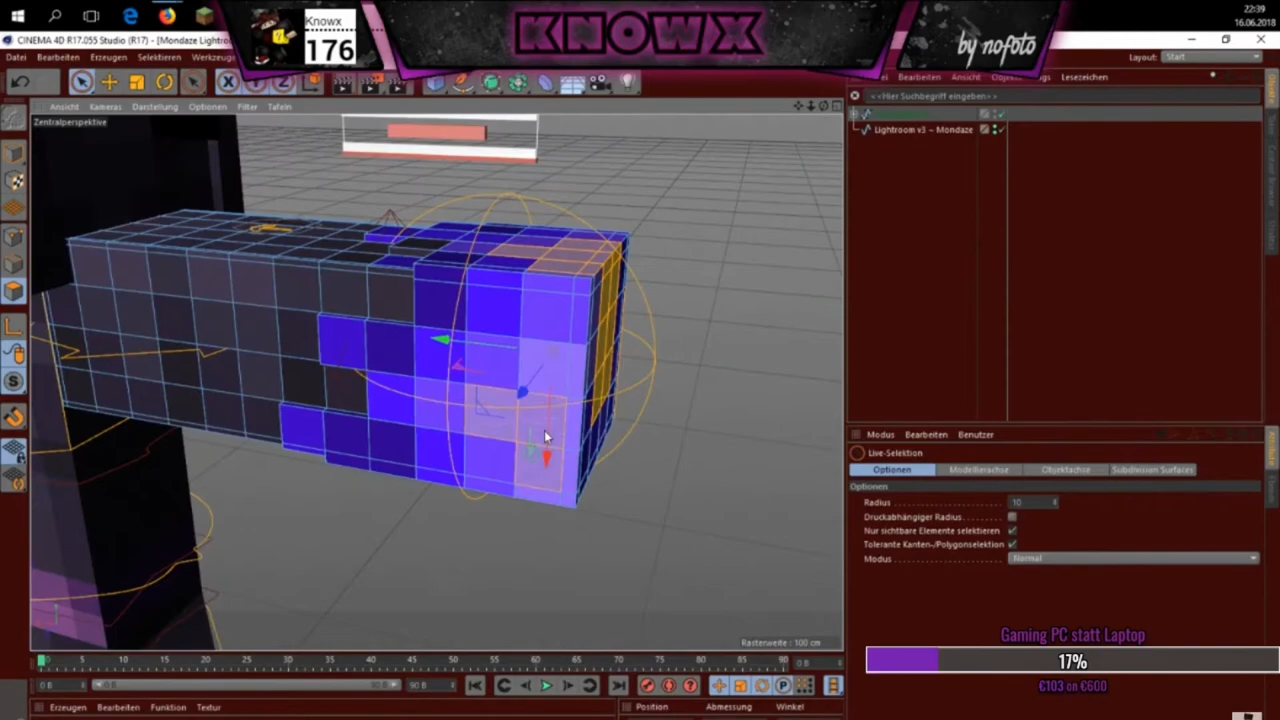 22:39
16.06.2018
CINEMA 4D R17.055 Studio (R17) - [Mondaze Lightro
Knowx
176
KNOWX
by nofoto
Datei Bearbeiten Erzeugen Selektieren Werkzeuge
Layout: Start
Bearbeiten Ansicht Lesezeichen
Ansicht Kameras Darstellung Optionen Filter Tafeln
Zentralperspektive
<<Hier Suchbegriff eingeben>>
Lightroom v3 - Mondaze
Modus Bearbeiten Benutzer
Live-Selektion
Optionen Modellierachse Objektachse Subdivision Surfaces
Optionen
Radius 10
Druckabhängiger Radius
Nur sichtbare Elemente selektieren
Tolerante Kanten-/Polygonselektion
Modus Normal
Rasterweite : 100 cm
0 5 10 15 20 25 30 35 40 45 50 55 60 65 70 75 80 85 90 0 B
0 B 0 B 90 B 90 B
Gaming PC statt Laptop
17%
€103 on €600
Erzeugen Bearbeiten Funktion Textur
Position Abmessung Winkel